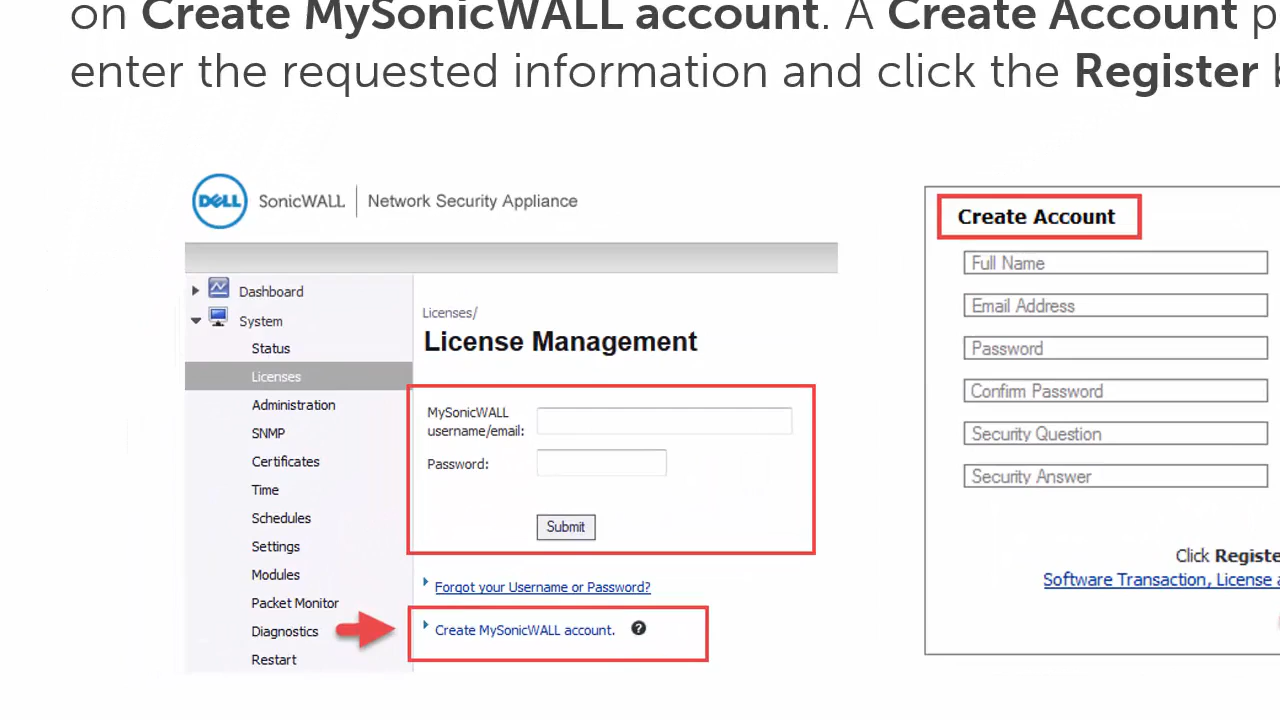 on Create MySonicWALL account. A Create Account p
enter the requested information and click the Register
DELL SonicWALL | Network Security Appliance
Dashboard
System
Status
Licenses
Administration
SNMP
Certificates
Time
Schedules
Settings
Modules
Packet Monitor
Diagnostics
Restart
Licenses/
License Management
MySonicWALL
username/email:
Password:
Submit
Forgot your Username or Password?
Create MySonicWALL account. ?
Create Account
Full Name
Email Address
Password
Confirm Password
Security Question
Security Answer
Click Registe
Software Transaction, License a